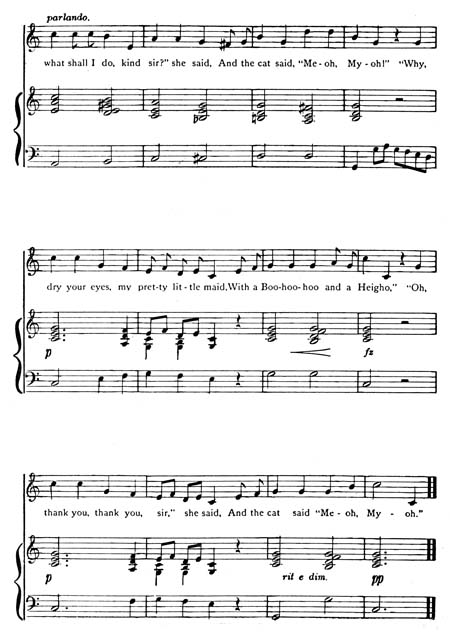 parlando.
what shall I do, kind sir?" she said, And the cat said, "Me-oh, My-oh!" "Why,
dry your eyes, my pret-ty lit-tle maid, With a Boo-hoo-hoo and a Heigho," "Oh,
p fz
thank you, thank you, sir," she said, And the cat said "Me-oh, My-oh."
p rit e dim. pp